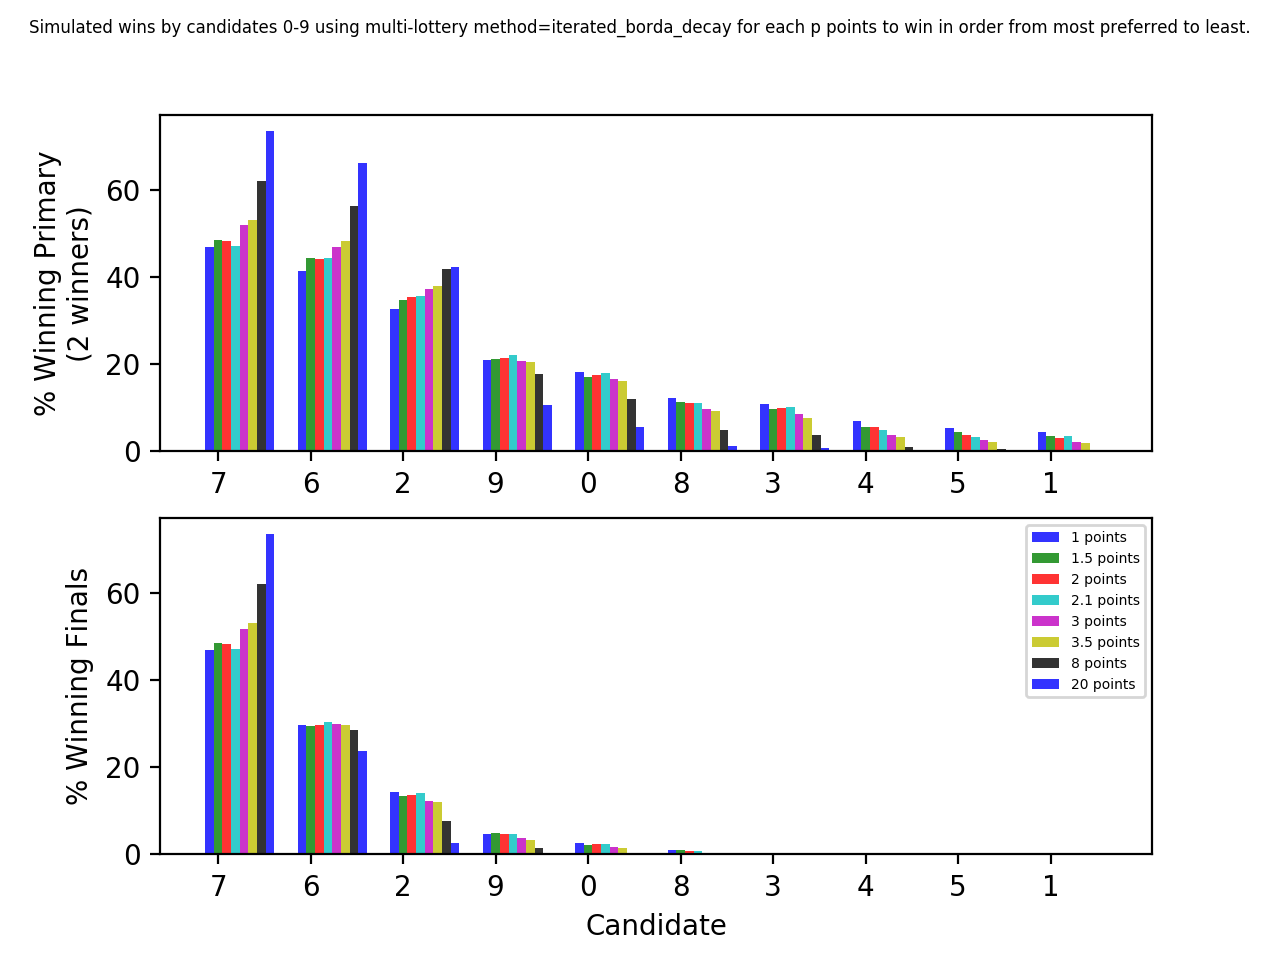 Simulated wins by candidates 0-9 using multi-lottery method=iterated_borda_decay for each p points to win in order from most preferred to least.
% Winning Primary
(2 winners)
60
40
20
0
7 6 2 9 0 8 3 4 5 1
% Winning Finals
60
40
20
0
1 points
1.5 points
2 points
2.1 points
3 points
3.5 points
8 points
20 points
7 6 2 9 0 8 3 4 5 1
Candidate